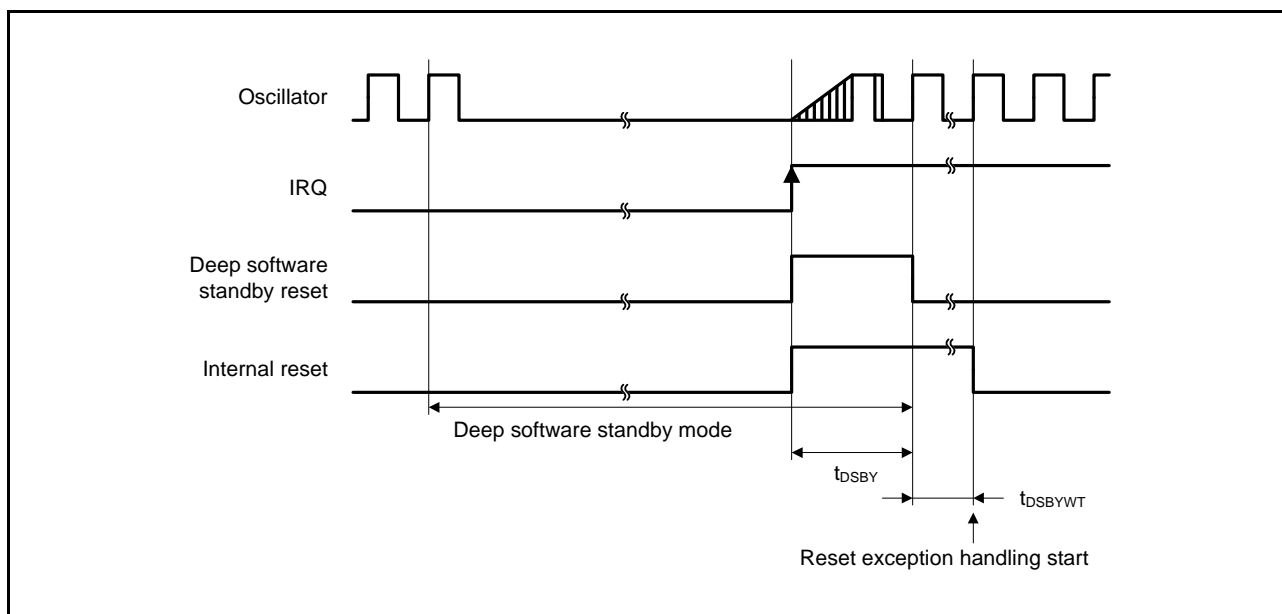 Oscillator
IRQ
Deep software
standby reset
Internal reset
Deep software standby mode
tDSBY
tDSBYWT
Reset exception handling start